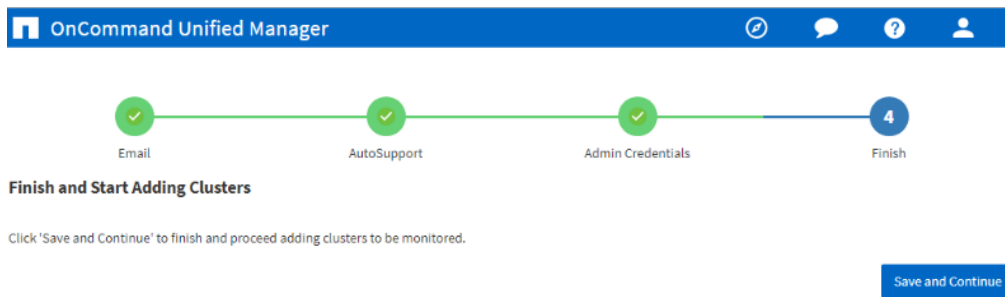 OnCommand Unified Manager
?
4
Email AutoSupport Admin Credentials Finish
Finish and Start Adding Clusters
Click 'Save and Continue' to finish and proceed adding clusters to be monitored.
Save and Continue